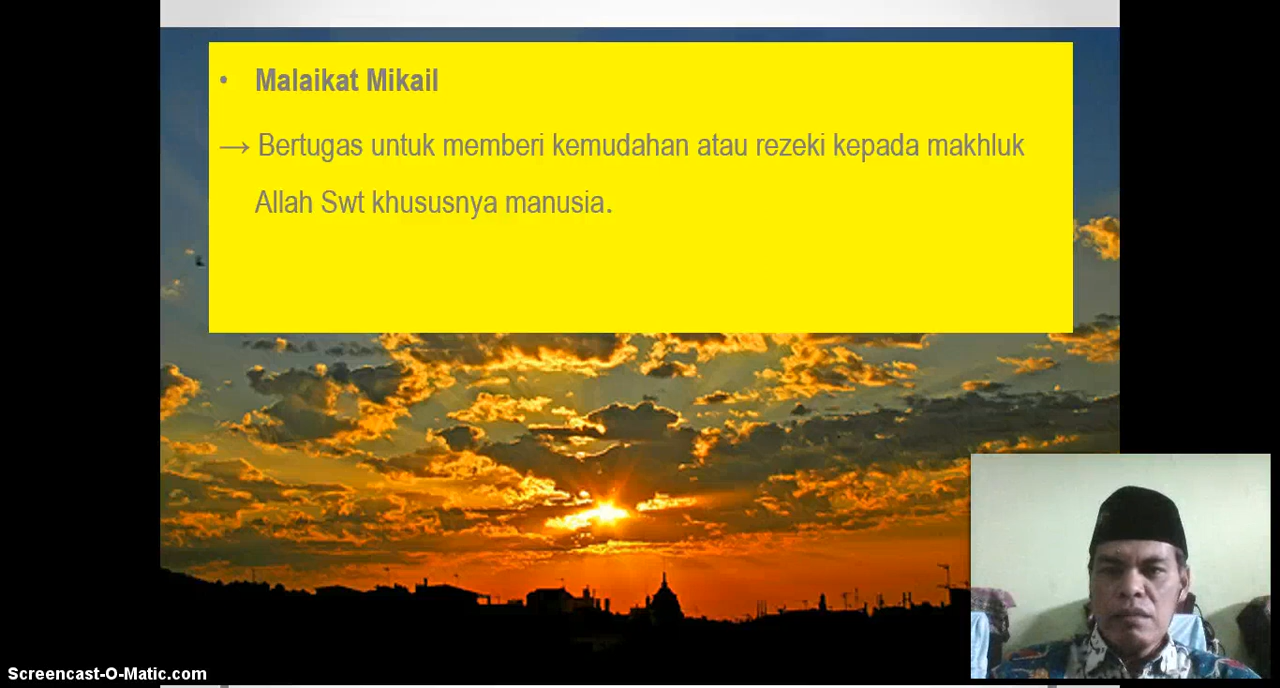 • Malaikat Mikail
→ Bertugas untuk memberi kemudahan atau rezeki kepada makhluk
Allah Swt khususnya manusia.
Screencast-O-Matic.com